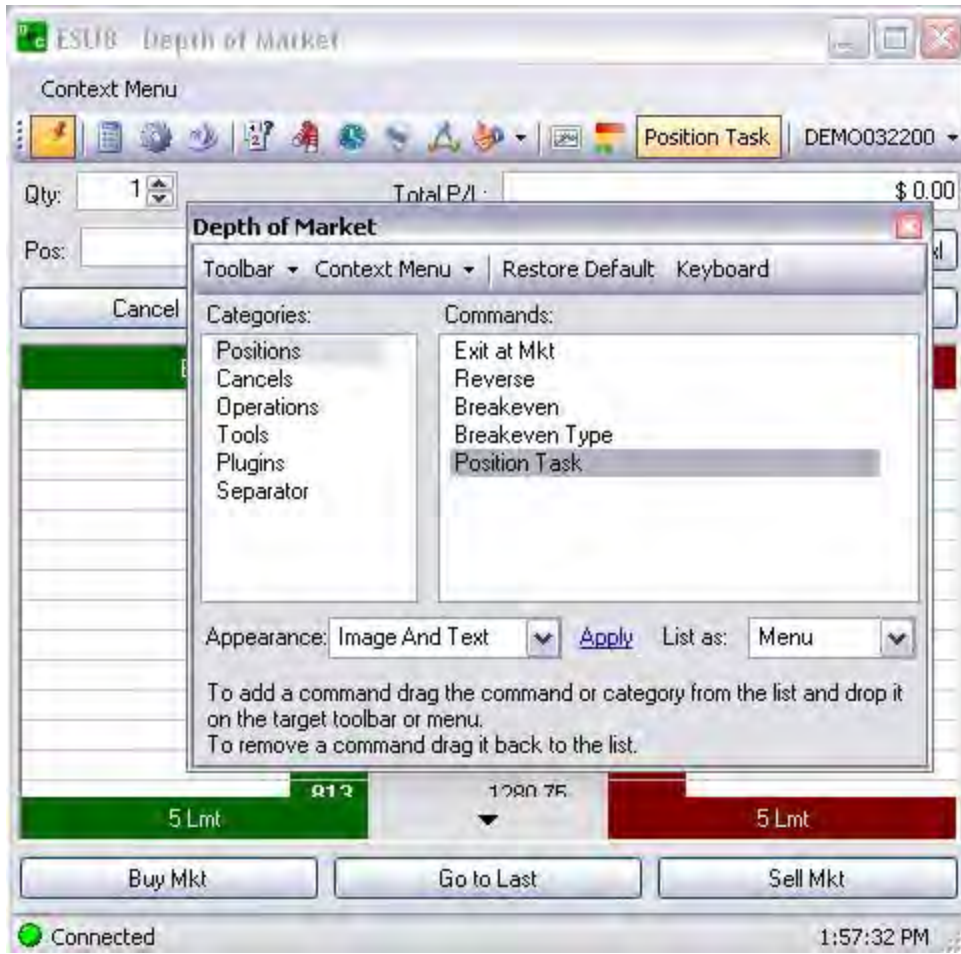 ESU8 Depth of Market
Context Menu
Position Task DEMO032200
Qty: 1 Total P/L: $ 0.00
Pos:
Cancel
Depth of Market
Toolbar Context Menu Restore Default Keyboard
Categories: Commands:
Positions Exit at Mkt
Cancels Reverse
Operations Breakeven
Tools Breakeven Type
Plugins Position Task
Separator
Appearance: Image And Text Apply List as: Menu
To add a command drag the command or category from the list and drop it
on the target toolbar or menu.
To remove a command drag it back to the list.
813 1280.75
5 Lmt 5 Lmt
Buy Mkt Go to Last Sell Mkt
Connected 1:57:32 PM